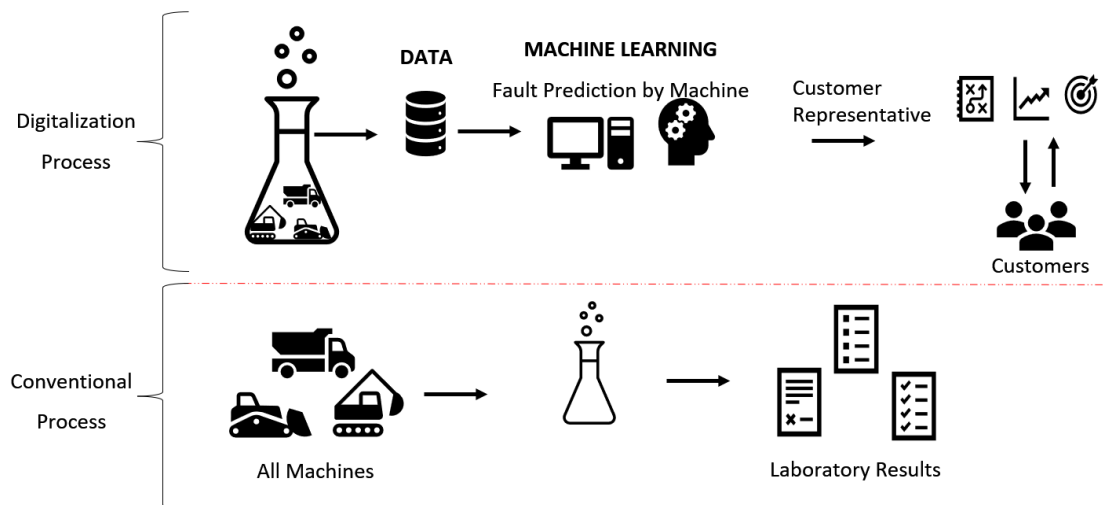 Digitalization
Process
DATA
MACHINE LEARNING
Fault Prediction by Machine
Customer
Representative
Customers
Conventional
Process
All Machines
Laboratory Results